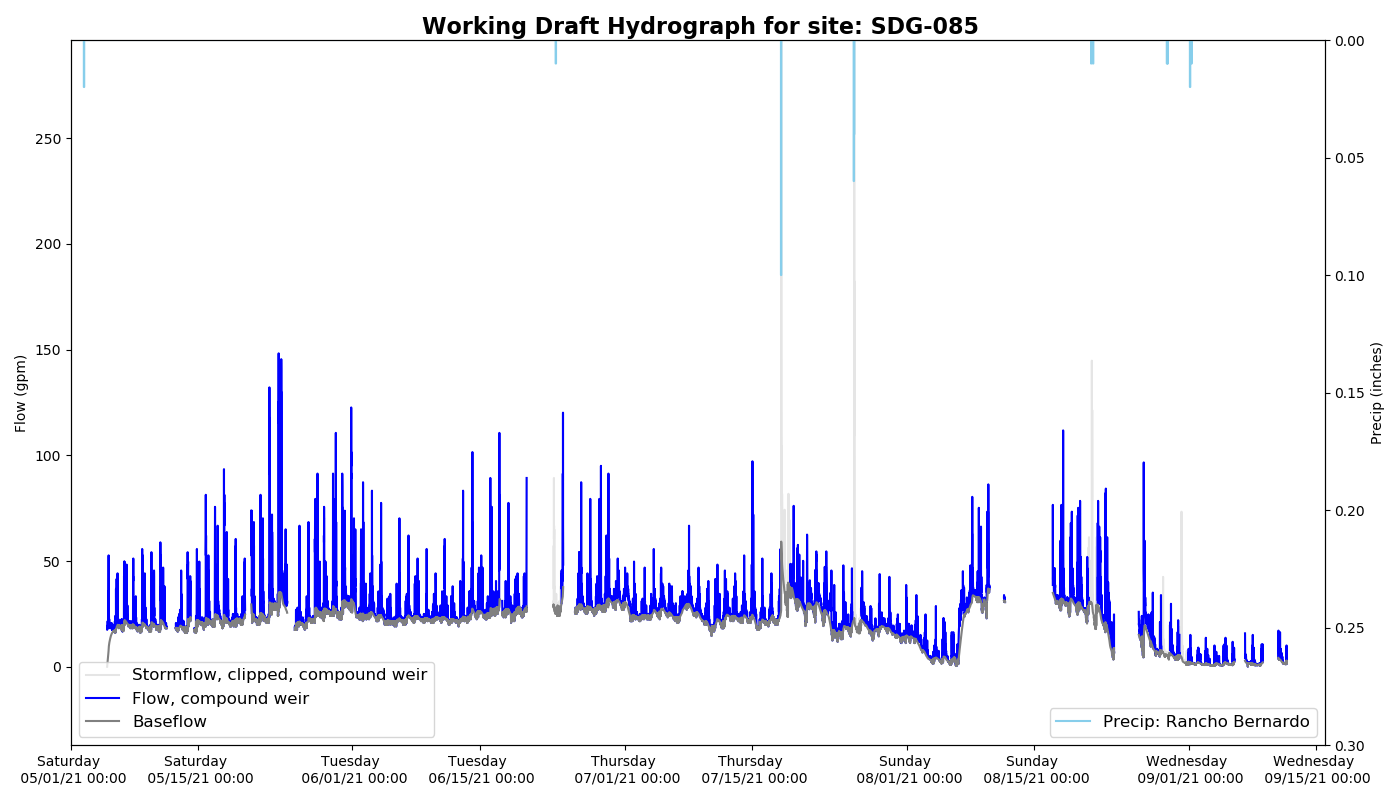 Working Draft Hydrograph for site: SDG-085
Flow (gpm)
250
200
150
100
50
0
0.00
0.05
0.10
0.15
0.20
0.25
0.30
Precip (inches)
Stormflow, clipped, compound weir
Flow, compound weir
Baseflow
Precip: Rancho Bernardo
Saturday
05/01/21 00:00
Saturday
05/15/21 00:00
Tuesday
06/01/21 00:00
Tuesday
06/15/21 00:00
Thursday
07/01/21 00:00
Thursday
07/15/21 00:00
Sunday
08/01/21 00:00
Sunday
08/15/21 00:00
Wednesday
09/01/21 00:00
Wednesday
09/15/21 00:00